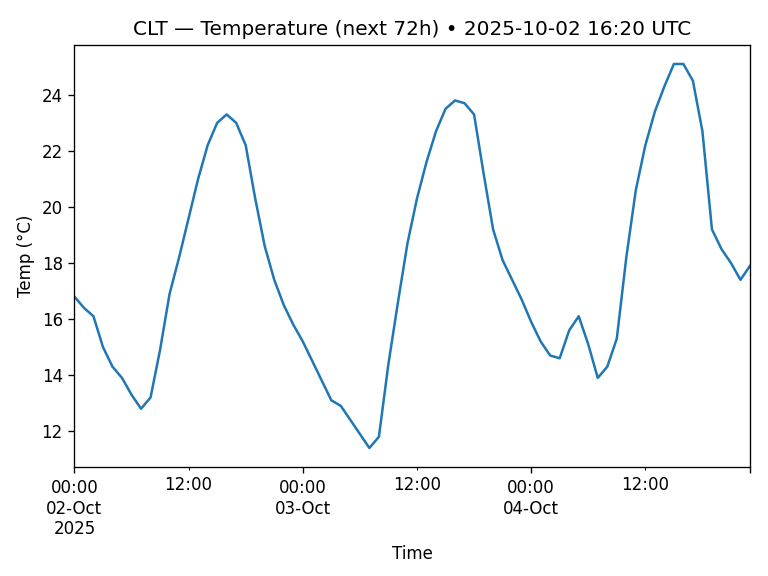 CLT — Temperature (next 72h) • 2025-10-02 16:20 UTC
Temp (°C)
24
22
20
18
16
14
12
00:00 12:00 00:00 12:00 00:00 12:00
02-Oct 03-Oct 04-Oct
2025
Time